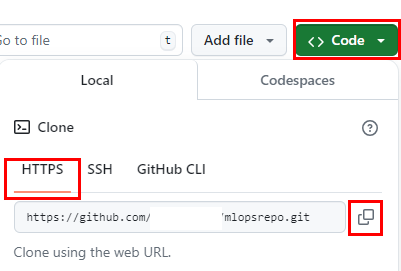 Go to file t Add file <> Code
Local Codespaces
Clone
HTTPS SSH GitHub CLI
https://github.com/ /mlopsrepo.git
Clone using the web URL.